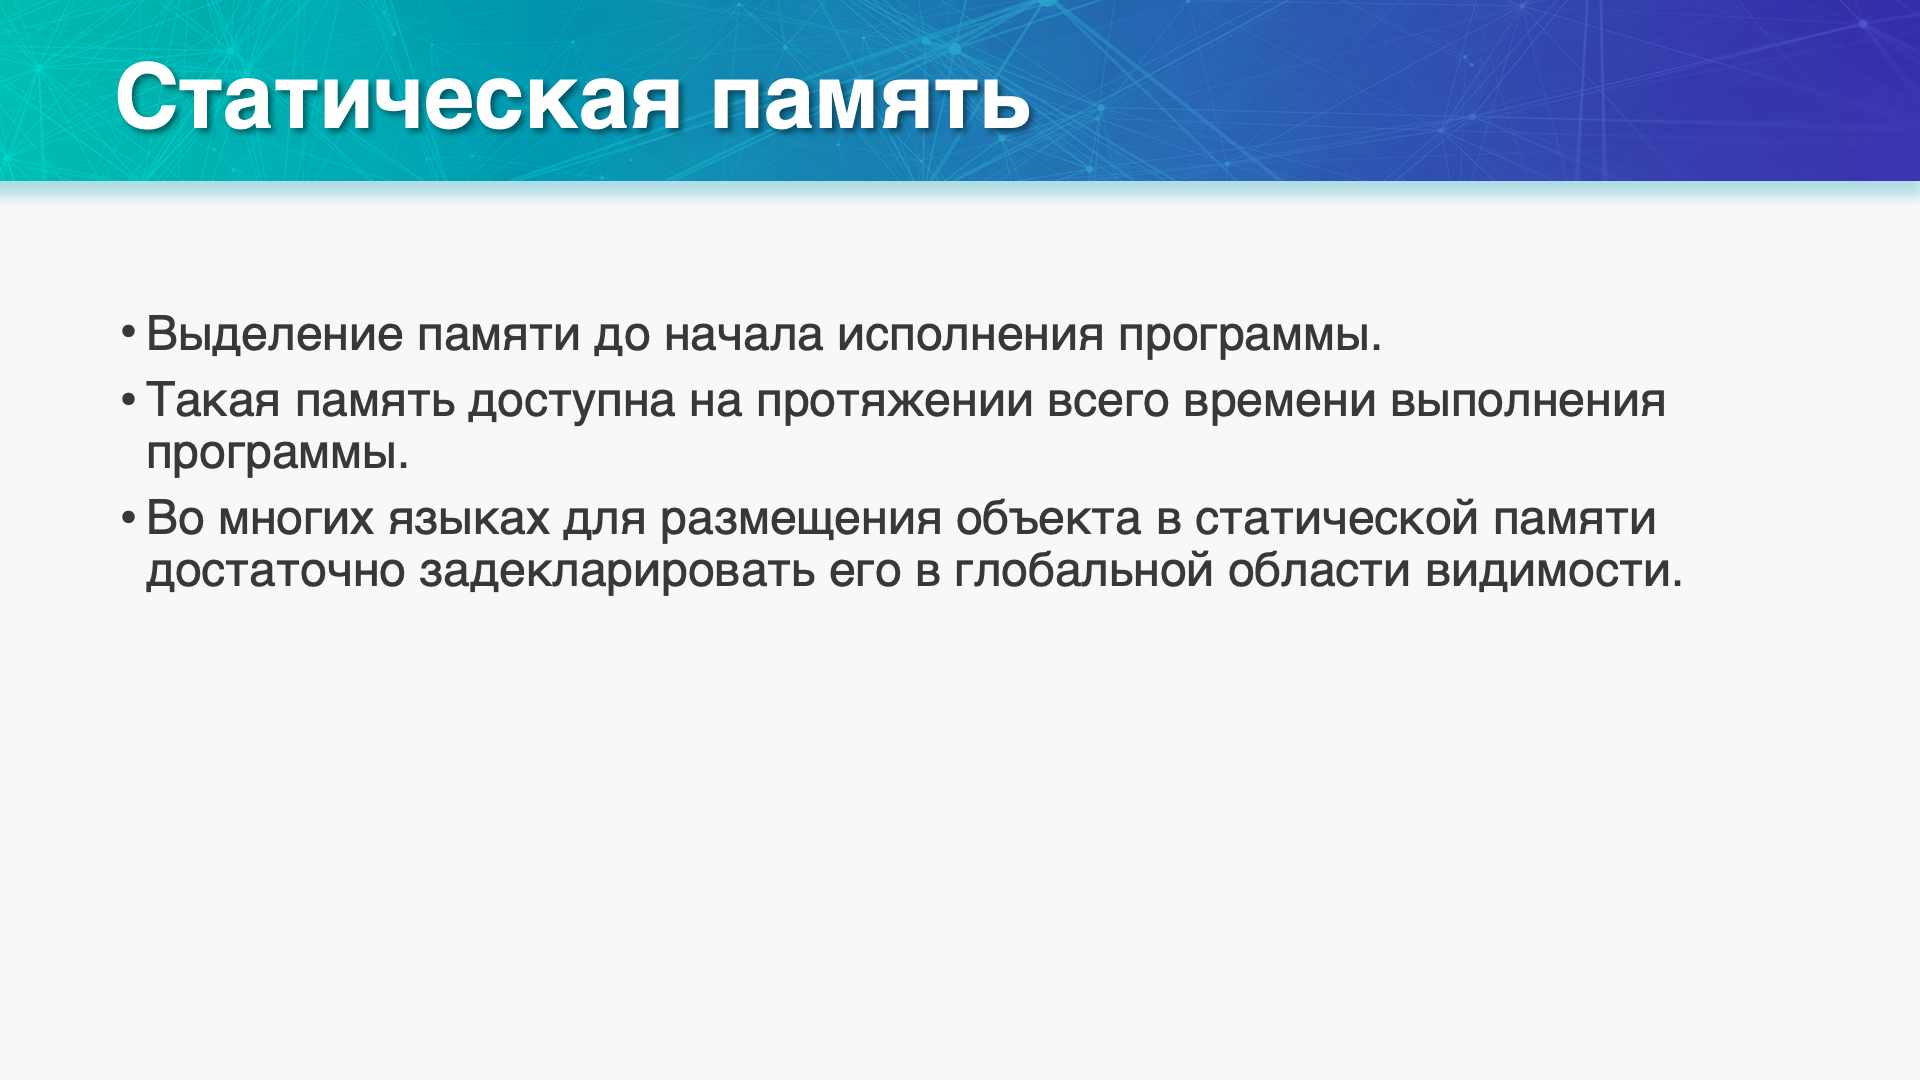 Статическая память
• Выделение памяти до начала исполнения программы.
• Такая память доступна на протяжении всего времени выполнения
программы.
• Во многих языках для размещения объекта в статической памяти
достаточно задекларировать его в глобальной области видимости.